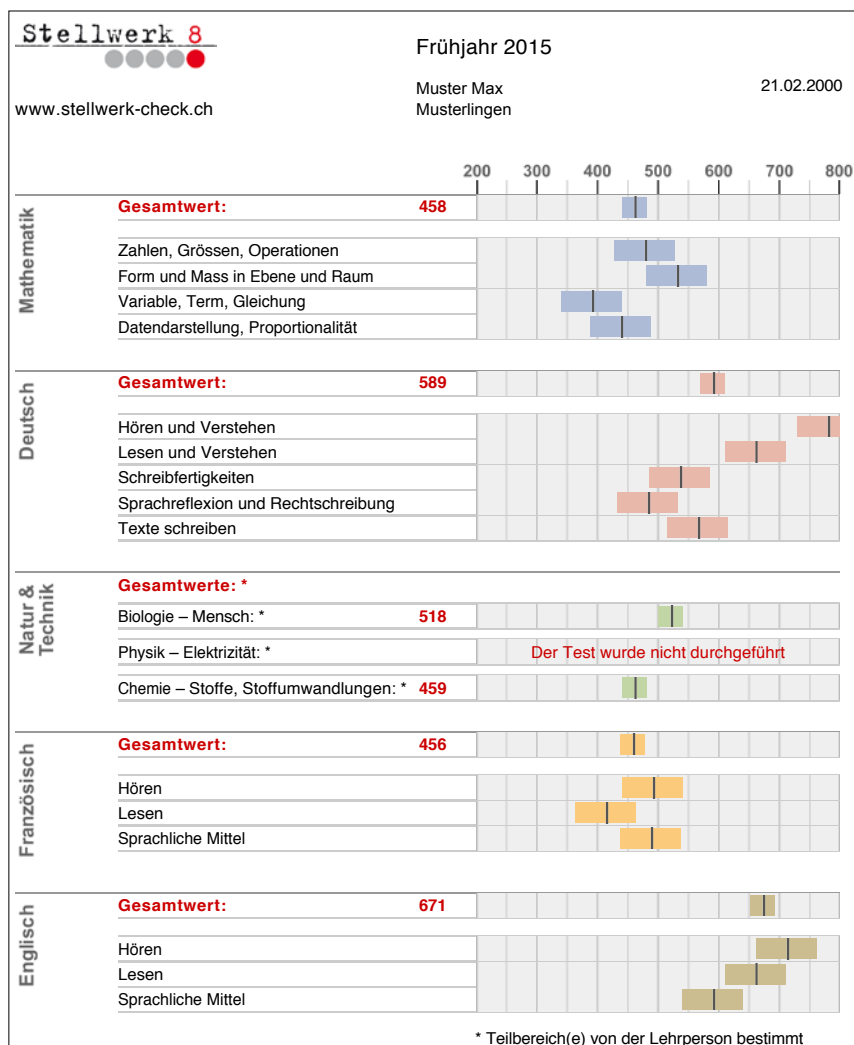 Stellwerk 8
Frühjahr 2015
Muster Max 21.02.2000
www.stellwerk-check.ch Musterlingen
200 300 400 500 600 700 800
Mathematik
Gesamtwert: 458
Zahlen, Grössen, Operationen
Form und Mass in Ebene und Raum
Variable, Term, Gleichung
Datendarstellung, Proportionalität
Deutsch
Gesamtwert: 589
Hören und Verstehen
Lesen und Verstehen
Schreibfertigkeiten
Sprachreflexion und Rechtschreibung
Texte schreiben
Natur &
Technik
Gesamtwerte: *
Biologie – Mensch: * 518
Physik – Elektrizität: * Der Test wurde nicht durchgeführt
Chemie – Stoffe, Stoffumwandlungen: * 459
Französisch
Gesamtwert: 456
Hören
Lesen
Sprachliche Mittel
Englisch
Gesamtwert: 671
Hören
Lesen
Sprachliche Mittel
* Teilbereich(e) von der Lehrperson bestimmt